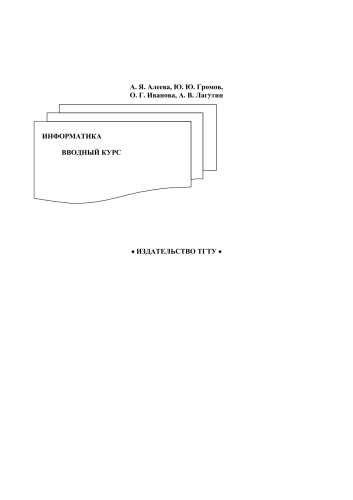 А. Я. Алеева, Ю. Ю. Громов,
О. Г. Иванова, А. В. Лагутин
ИНФОРМАТИКА
ВВОДНЫЙ КУРС
• ИЗДАТЕЛЬСТВО ТГТУ •